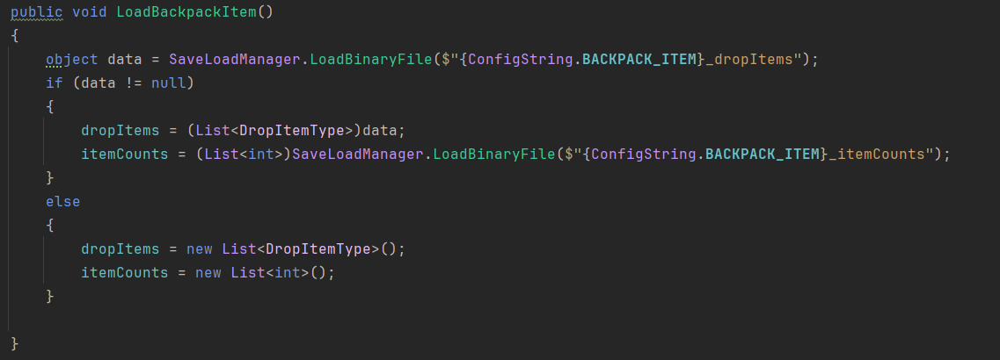 public void LoadBackpackItem()
{
    object data = SaveLoadManager.LoadBinaryFile($"{ConfigString.BACKPACK_ITEM}_dropItems");
    if (data != null)
    {
        dropItems = (List<DropItemType>)data;
        itemCounts = (List<int>)SaveLoadManager.LoadBinaryFile($"{ConfigString.BACKPACK_ITEM}_itemCounts");
    }
    else
    {
        dropItems = new List<DropItemType>();
        itemCounts = new List<int>();
    }
}